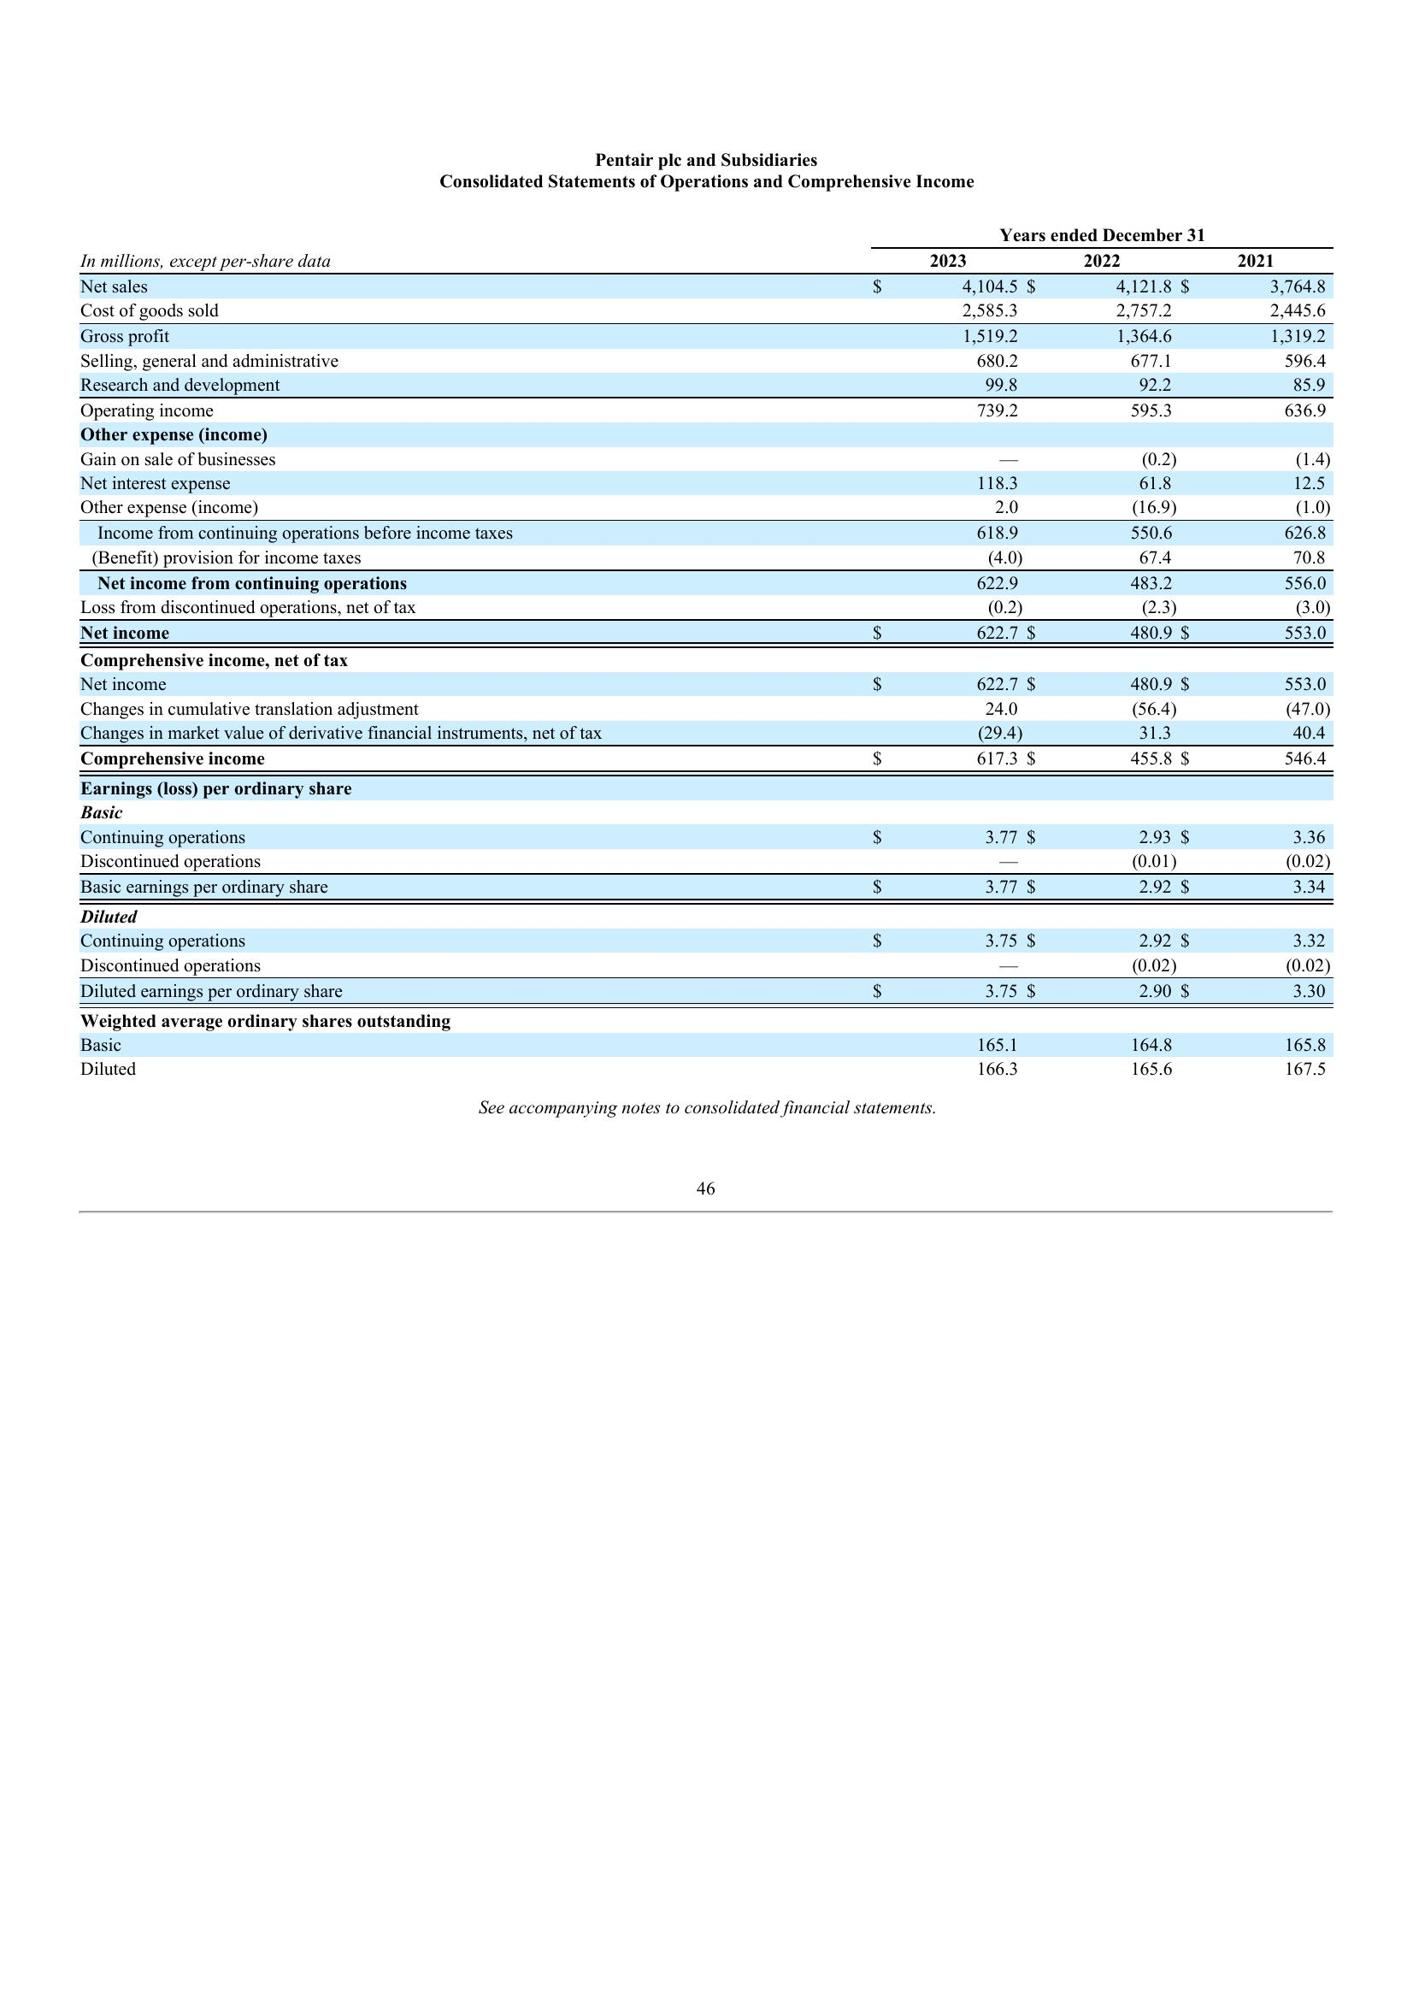 Pentair plc and Subsidiaries
Consolidated Statements of Operations and Comprehensive Income
Years ended December 31
In millions, except per-share data 2023 2022 2021
Net sales $ 4,104.5 $ 4,121.8 $ 3,764.8
Cost of goods sold 2,585.3 2,757.2 2,445.6
Gross profit 1,519.2 1,364.6 1,319.2
Selling, general and administrative 680.2 677.1 596.4
Research and development 99.8 92.2 85.9
Operating income 739.2 595.3 636.9
Other expense (income)
Gain on sale of businesses — (0.2) (1.4)
Net interest expense 118.3 61.8 12.5
Other expense (income) 2.0 (16.9) (1.0)
Income from continuing operations before income taxes 618.9 550.6 626.8
(Benefit) provision for income taxes (4.0) 67.4 70.8
Net income from continuing operations 622.9 483.2 556.0
Loss from discontinued operations, net of tax (0.2) (2.3) (3.0)
Net income $ 622.7 $ 480.9 $ 553.0
Comprehensive income, net of tax
Net income $ 622.7 $ 480.9 $ 553.0
Changes in cumulative translation adjustment 24.0 (56.4) (47.0)
Changes in market value of derivative financial instruments, net of tax (29.4) 31.3 40.4
Comprehensive income $ 617.3 $ 455.8 $ 546.4
Earnings (loss) per ordinary share
Basic
Continuing operations $ 3.77 $ 2.93 $ 3.36
Discontinued operations — (0.01) (0.02)
Basic earnings per ordinary share $ 3.77 $ 2.92 $ 3.34
Diluted
Continuing operations $ 3.75 $ 2.92 $ 3.32
Discontinued operations — (0.02) (0.02)
Diluted earnings per ordinary share $ 3.75 $ 2.90 $ 3.30
Weighted average ordinary shares outstanding
Basic 165.1 164.8 165.8
Diluted 166.3 165.6 167.5
See accompanying notes to consolidated financial statements.
46